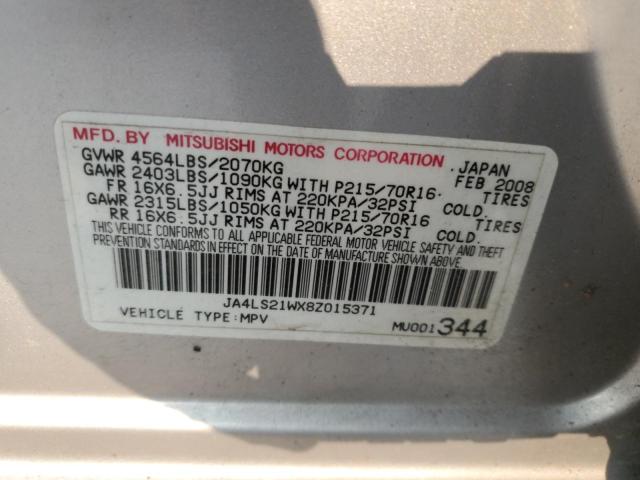 MFD. BY MITSUBISHI MOTORS CORPORATION. JAPAN
GVWR 4564LBS/2070KG FEB 2008
GAWR 2403LBS/1090KG WITH P215/70R16 TIRES
FR 16X6.5JJ RIMS AT 220KPA/32PSI COLD.
GAWR 2315LBS/1050KG WITH P215/70R16 TIRES
RR 16X6.5JJ RIMS AT 220KPA/32PSI COLD.
THIS VEHICLE CONFORMS TO ALL APPLICABLE FEDERAL MOTOR VEHICLE SAFETY AND THEFT
PREVENTION STANDARDS IN EFFECT ON THE DATE OF MANUFACTURE SHOWN ABOVE.
JA4LS21WX8Z015371
VEHICLE TYPE:MPV MU001344